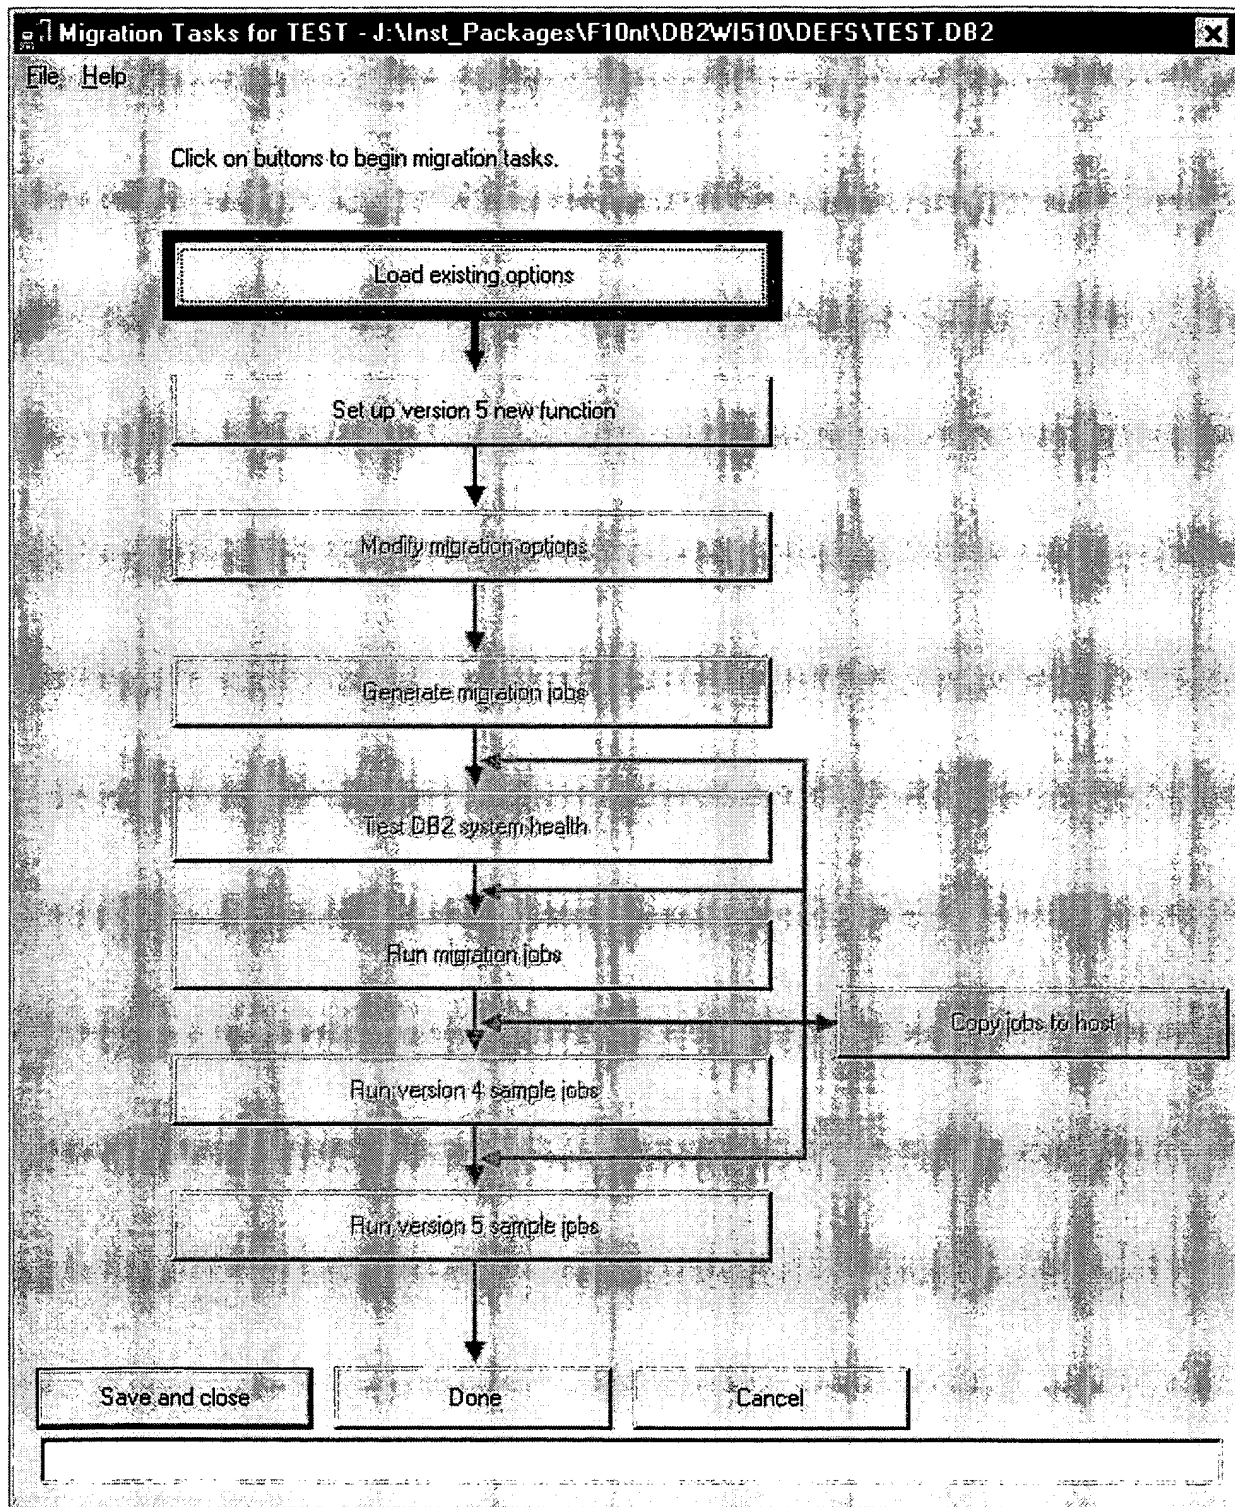 Migration Tasks for TEST - J:\Inst_Packages\F10nt\DB2WI510\DEFS\TEST.DB2
File Help
Click on buttons to begin migration tasks.
Load existing options
Set up version 5 new function
Modify migration options
Generate migration jobs
Test DB2 system health
Run migration jobs
Copy jobs to host
Run version 4 sample jobs
Run version 5 sample jobs
Save and close Done Cancel